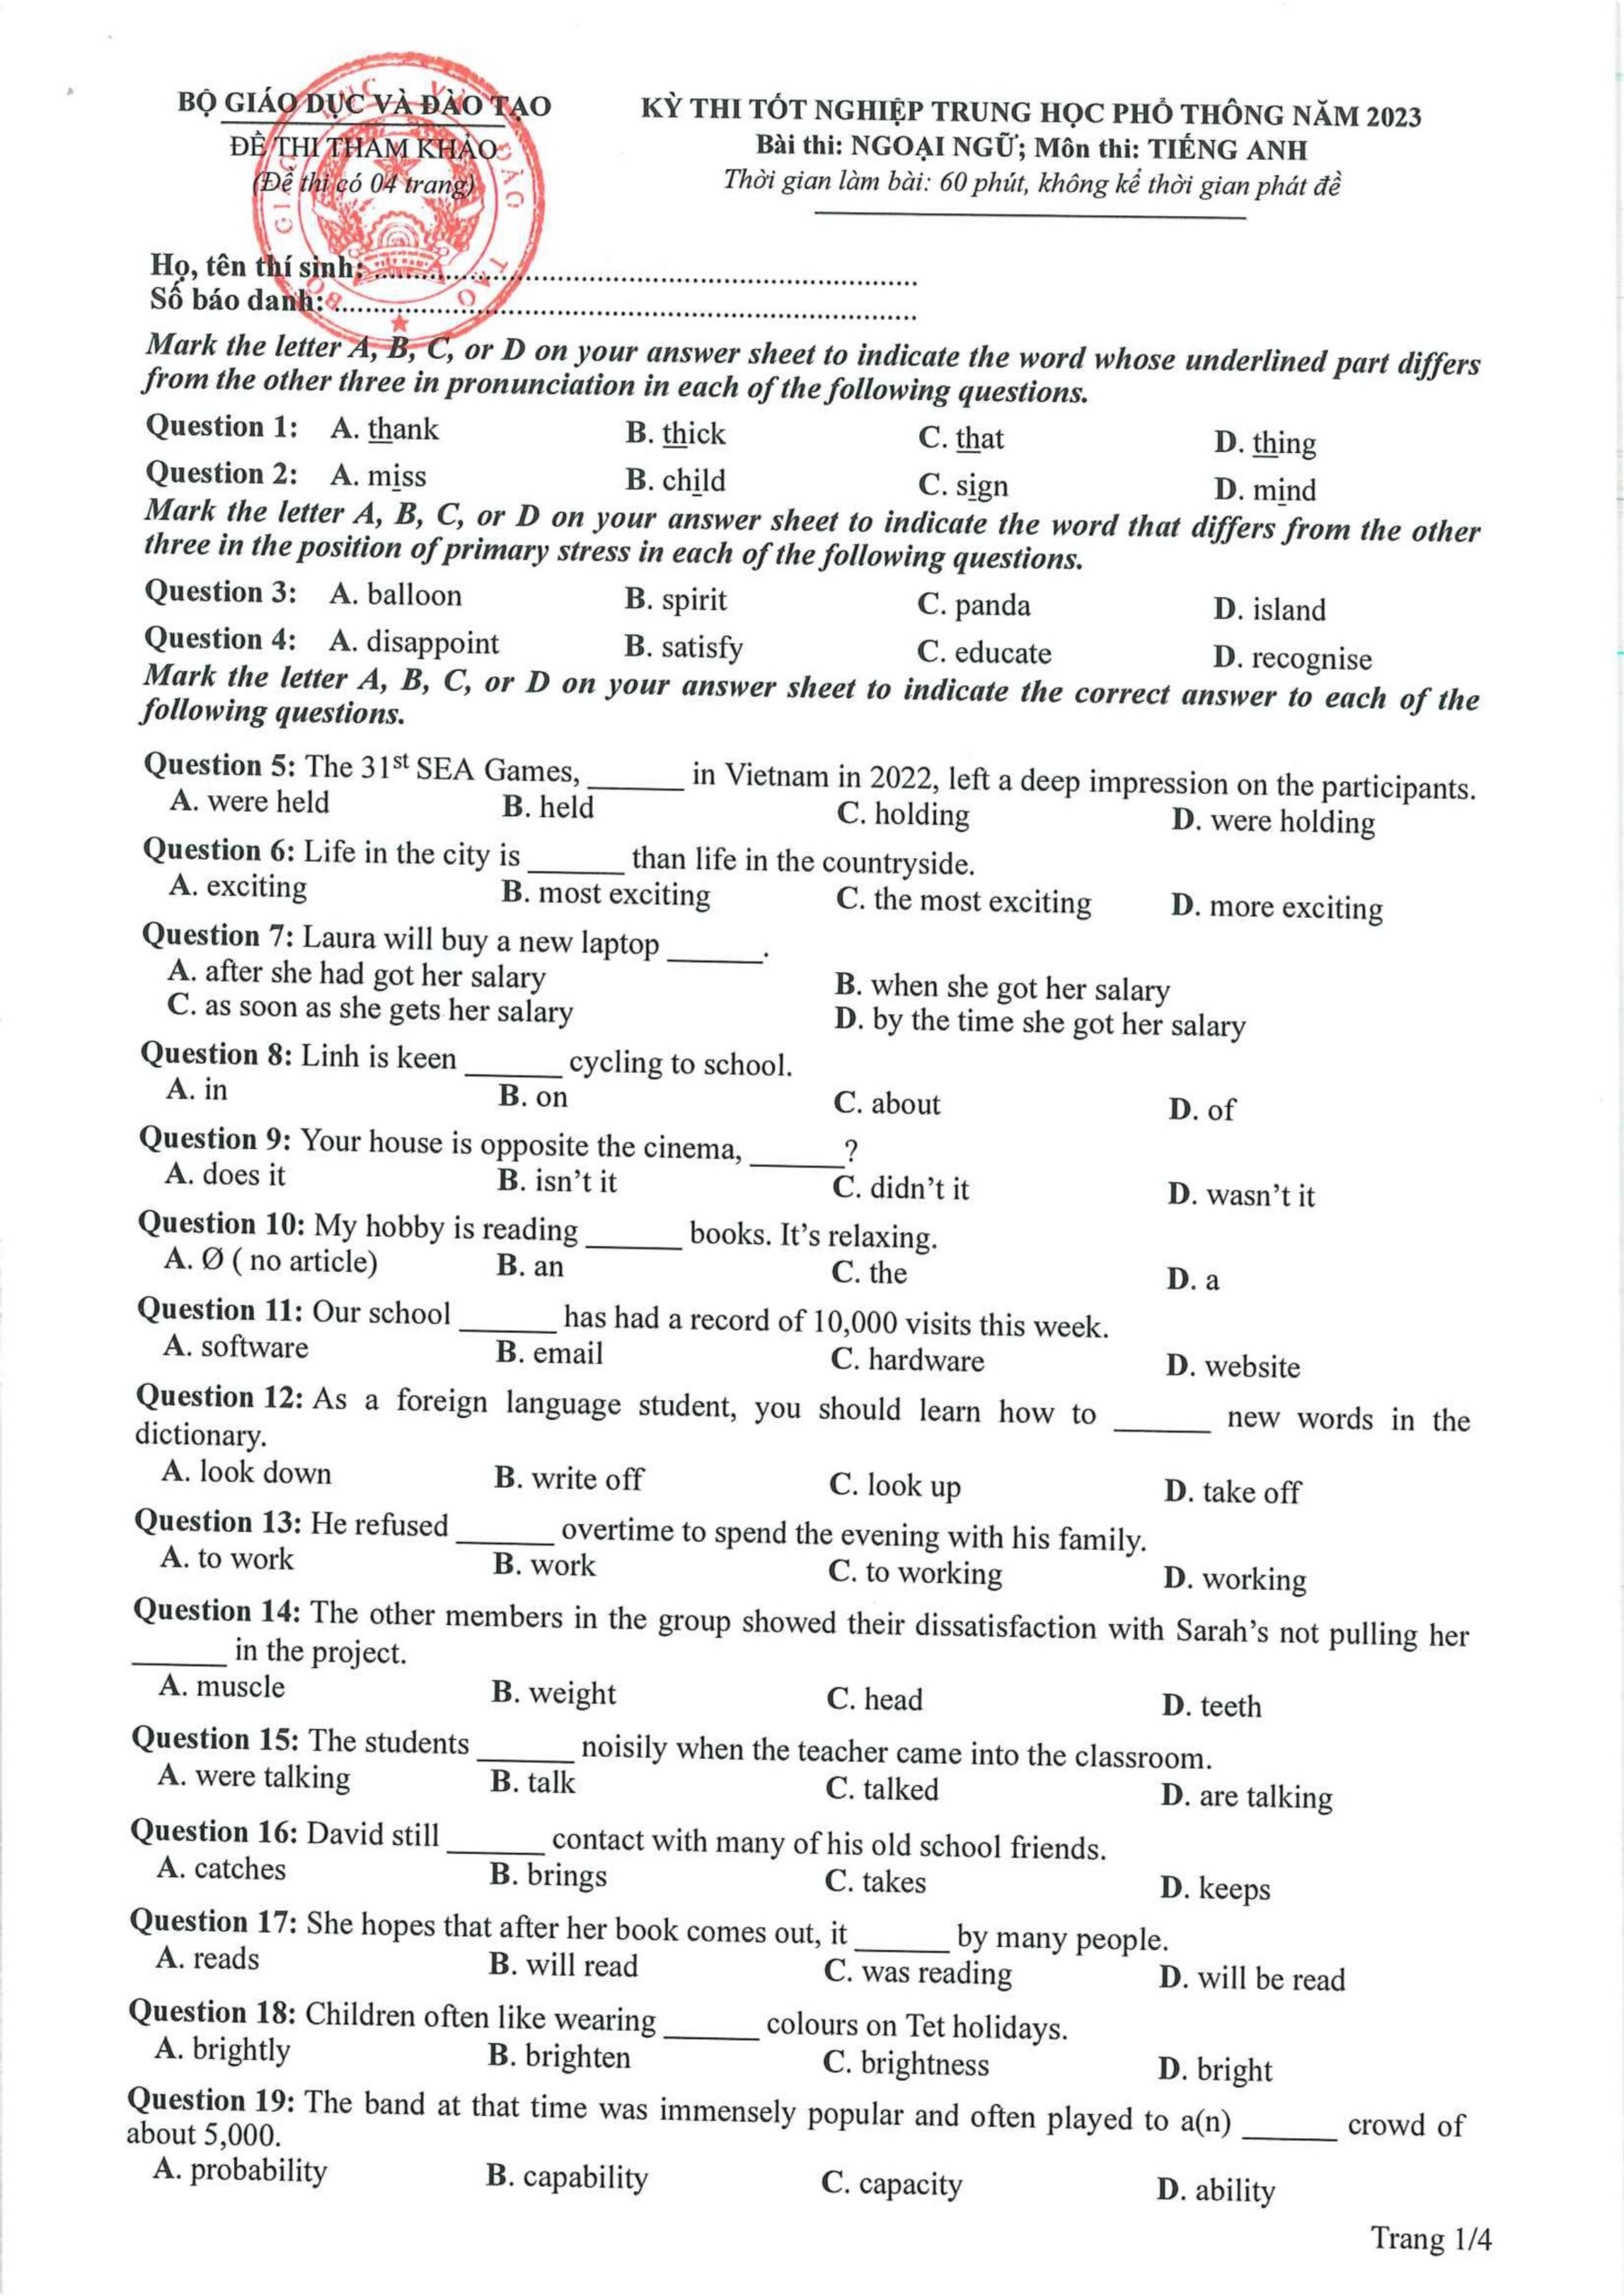 BỘ GIÁO DỤC VÀ ĐÀO TẠO
ĐỀ THI THAM KHẢO
(Đề thi có 04 trang)
KỲ THI TỐT NGHIỆP TRUNG HỌC PHỔ THÔNG NĂM 2023
Bài thi: NGOẠI NGỮ; Môn thi: TIẾNG ANH
Thời gian làm bài: 60 phút, không kể thời gian phát đề
BỘ GIÁO DỤC VÀ ĐÀO TẠO
VIỆT NAM
Họ, tên thí sinh: ..........................................................................
Số báo danh: ..............................................................................
Mark the letter A, B, C, or D on your answer sheet to indicate the word whose underlined part differs
from the other three in pronunciation in each of the following questions.
Question 1: A. thank B. thick C. that D. thing
Question 2: A. miss B. child C. sign D. mind
Mark the letter A, B, C, or D on your answer sheet to indicate the word that differs from the other
three in the position of primary stress in each of the following questions.
Question 3: A. balloon B. spirit C. panda D. island
Question 4: A. disappoint B. satisfy C. educate D. recognise
Mark the letter A, B, C, or D on your answer sheet to indicate the correct answer to each of the
following questions.
Question 5: The 31st SEA Games, ______ in Vietnam in 2022, left a deep impression on the participants.
A. were held B. held C. holding D. were holding
Question 6: Life in the city is ______ than life in the countryside.
A. exciting B. most exciting C. the most exciting D. more exciting
Question 7: Laura will buy a new laptop ______.
A. after she had got her salary B. when she got her salary
C. as soon as she gets her salary D. by the time she got her salary
Question 8: Linh is keen ______ cycling to school.
A. in B. on C. about D. of
Question 9: Your house is opposite the cinema, ______?
A. does it B. isn't it C. didn't it D. wasn't it
Question 10: My hobby is reading ______ books. It's relaxing.
A. Ø ( no article) B. an C. the D. a
Question 11: Our school ______ has had a record of 10,000 visits this week.
A. software B. email C. hardware D. website
Question 12: As a foreign language student, you should learn how to ______ new words in the
dictionary.
A. look down B. write off C. look up D. take off
Question 13: He refused ______ overtime to spend the evening with his family.
A. to work B. work C. to working D. working
Question 14: The other members in the group showed their dissatisfaction with Sarah's not pulling her
______ in the project.
A. muscle B. weight C. head D. teeth
Question 15: The students ______ noisily when the teacher came into the classroom.
A. were talking B. talk C. talked D. are talking
Question 16: David still ______ contact with many of his old school friends.
A. catches B. brings C. takes D. keeps
Question 17: She hopes that after her book comes out, it ______ by many people.
A. reads B. will read C. was reading D. will be read
Question 18: Children often like wearing ______ colours on Tet holidays.
A. brightly B. brighten C. brightness D. bright
Question 19: The band at that time was immensely popular and often played to a(n) ______ crowd of
about 5,000.
A. probability B. capability C. capacity D. ability
Trang 1/4